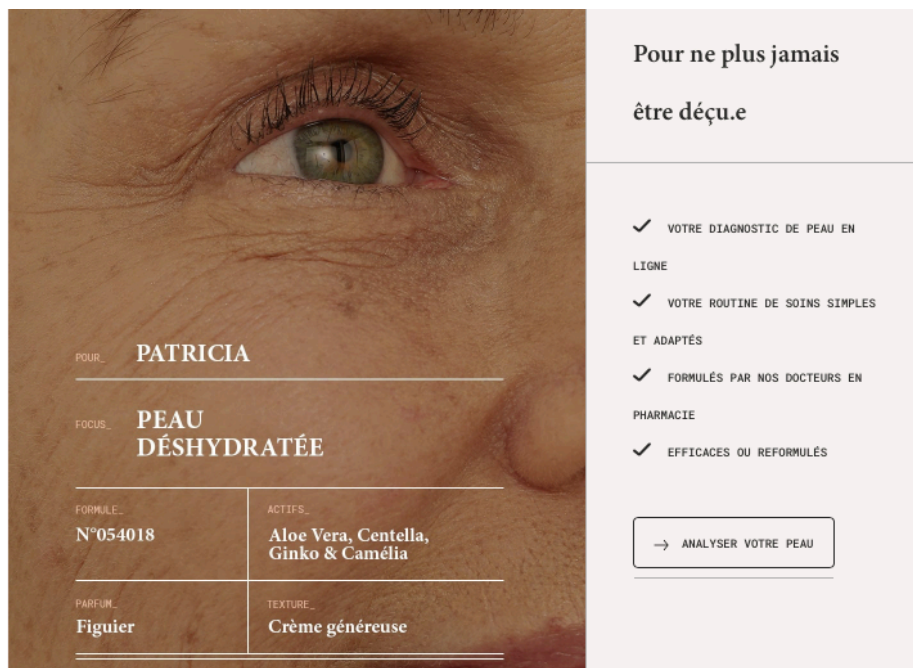 POUR_ PATRICIA
FOCUS_ PEAU
DÉSHYDRATÉE
FORMULE_
N°054018
ACTIFS_
Aloe Vera, Centella,
Ginko & Camélia
PARFUM_
Figuier
TEXTURE_
Crème généreuse
Pour ne plus jamais
être déçu.e
VOTRE DIAGNOSTIC DE PEAU EN
LIGNE
VOTRE ROUTINE DE SOINS SIMPLES
ET ADAPTÉS
FORMULÉS PAR NOS DOCTEURS EN
PHARMACIE
EFFICACES OU REFORMULÉS
→ ANALYSER VOTRE PEAU